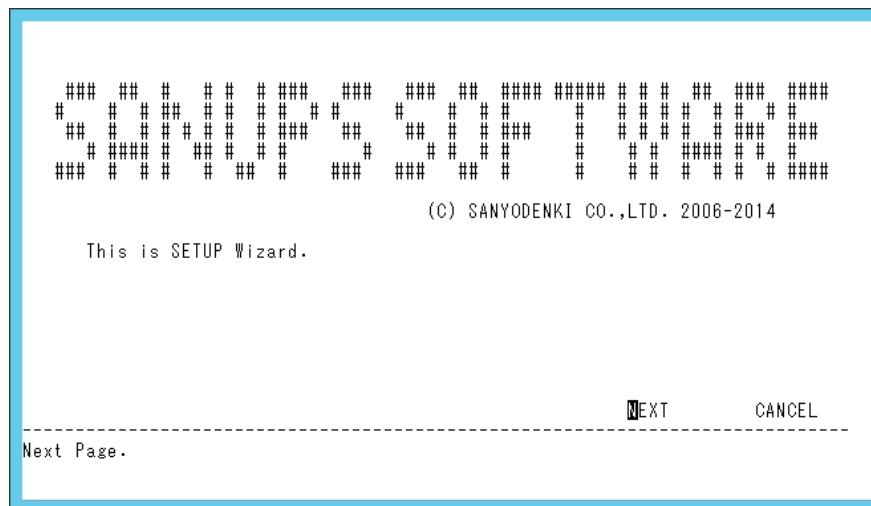 SANUPS SOFTWARE
(C) SANYODENKI CO.,LTD. 2006-2014
This is SETUP Wizard.
NEXT CANCEL
Next Page.